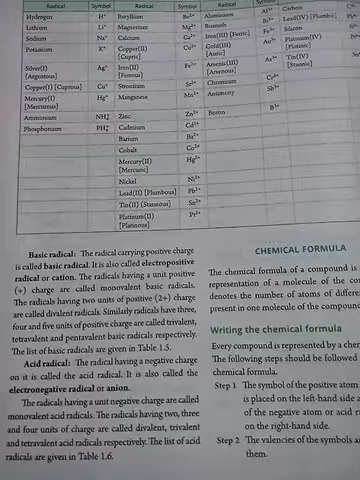 Radical Symbol Radical Symbol Radical
Hydrogen H⁺ Beryllium Be²⁺ Aluminium Al³⁺ Carbon
Lithium Li⁺ Magnesium Mg²⁺ Bismuth Bi³⁺ Lead(IV) [Plumbic]
Sodium Na⁺ Calcium Ca²⁺ Iron(III) [Ferric] Fe³⁺ Silicon
Potassium K⁺ Copper(II) Cu²⁺ Gold(III) Au³⁺ Platinum(IV)
[Cupric] [Auric] [Platinic]
Silver(I) Ag⁺ Iron(II) Fe²⁺ Arsenic(III) As³⁺ Tin(IV)
[Argentous] [Ferrous] [Arsenous] [Stannic]
Copper(I) [Cuprous] Cu⁺ Strontium Sr²⁺ Chromium Cr³⁺
Mercury(I) Hg⁺ Manganese Mn²⁺ Antimony Sb³⁺
[Mercurous]
Ammonium NH₄⁺ Zinc Zn²⁺ Boron B³⁺
Phosphonium PH₄⁺ Cadmium Cd²⁺
Barium Ba²⁺
Cobalt Co²⁺
Mercury(II) Hg²⁺
[Mercuric]
Nickel Ni²⁺
Lead(II) [Plumbous] Pb²⁺
Tin(II) (Stannous) Sn²⁺
Platinum(II) Pt²⁺
[Platinous]
Basic radical: The radical carrying positive charge
is called basic radical. It is also called electropositive
radical or cation. The radicals having a unit positive
(+) charge are called monovalent basic radicals.
The radicals having two units of positive (2+) charge
are called divalent radicals. Similarly radicals have three,
four and five units of positive charge are called trivalent,
tetravalent and pentavalent basic radicals respectively.
The list of basic radicals are given in Table 1.5.
Acid radical: The radical having a negative charge
on it is called the acid radical. It is also called the
electronegative radical or anion.
The radicals having a unit negative charge are called
monovalent acid radicals. The radicals having two, three
and four units of charge are called divalent, trivalent
and tetravalent acid radicals respectively. The list of acid
radicals are given in Table 1.6.
CHEMICAL FORMULA
The chemical formula of a compound is
representation of a molecule of the
denotes the number of atoms of
present in one molecule of the
Writing the chemical formula
Every compound is represented by a
The following steps should be followed
chemical formula.
Step 1 The symbol of the positive atom
is placed on the left-hand side
of the negative atom or acid
on the right-hand side.
Step 2 The valencies of the symbols
them.